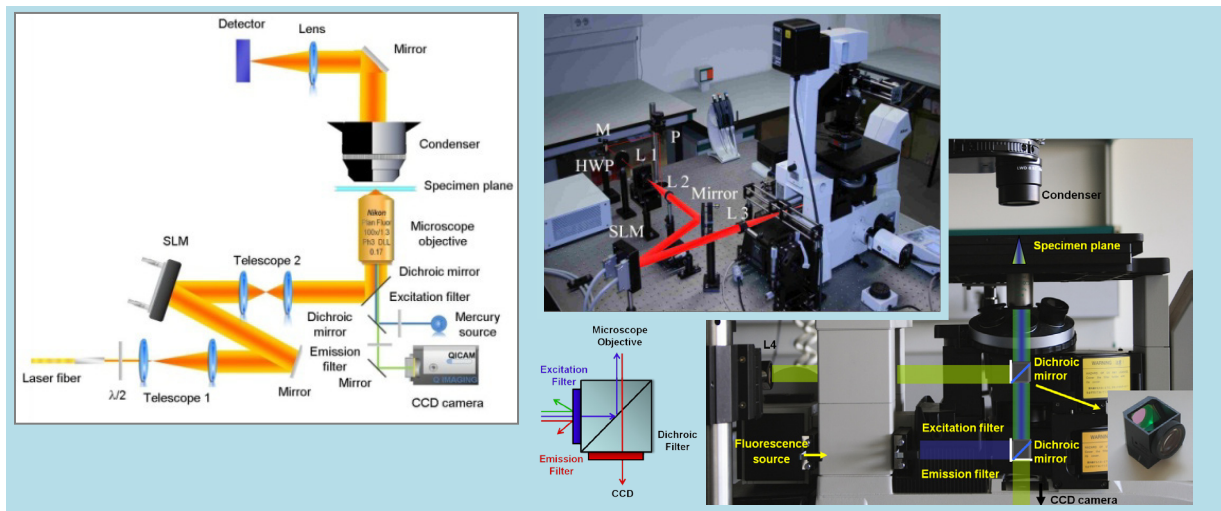 Detector
Lens
Mirror
Condenser
Specimen plane
Nikon
Plan Fluor
100x/1.3
Ph3 DLL
0.17
Microscope
objective
SLM
Telescope 2
Dichroic mirror
Excitation filter
Dichroic
mirror
Mercury
source
Emission
filter
QICAM
Q IMAGING
Laser fiber
λ/2
Telescope 1
Mirror
Mirror
CCD camera
M
P
HWP
L 1
L 2
Mirror
L 3
SLM
Microscope
Objective
Excitation
Filter
Dichroic
Filter
Emission
Filter
CCD
Condenser
Specimen plane
L4
Dichroic
mirror
WARNING
Excitation filter
Fluorescence
source
Dichroic
mirror
Emission filter
CCD camera